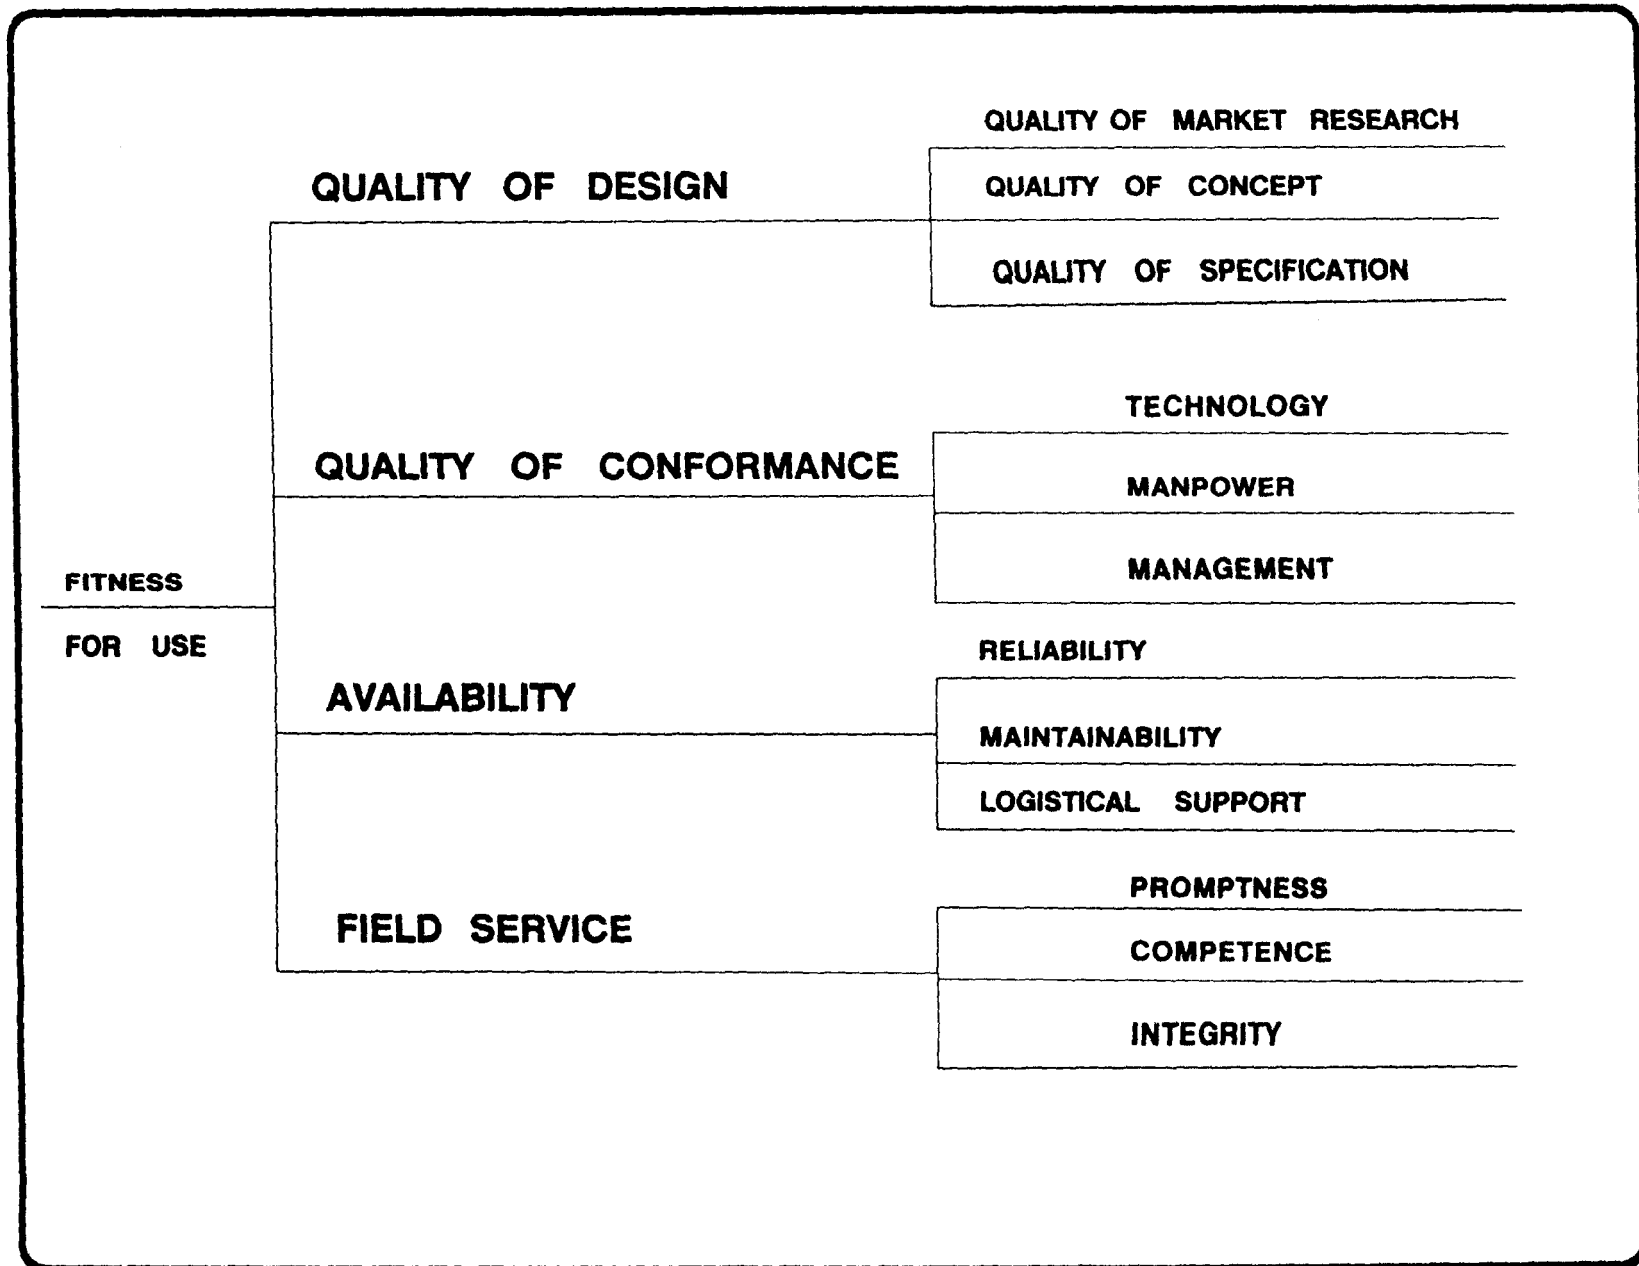 QUALITY OF MARKET RESEARCH
QUALITY OF DESIGN
QUALITY OF CONCEPT
QUALITY OF SPECIFICATION
TECHNOLOGY
QUALITY OF CONFORMANCE
MANPOWER
MANAGEMENT
FITNESS
FOR USE
RELIABILITY
AVAILABILITY
MAINTAINABILITY
LOGISTICAL SUPPORT
PROMPTNESS
FIELD SERVICE
COMPETENCE
INTEGRITY